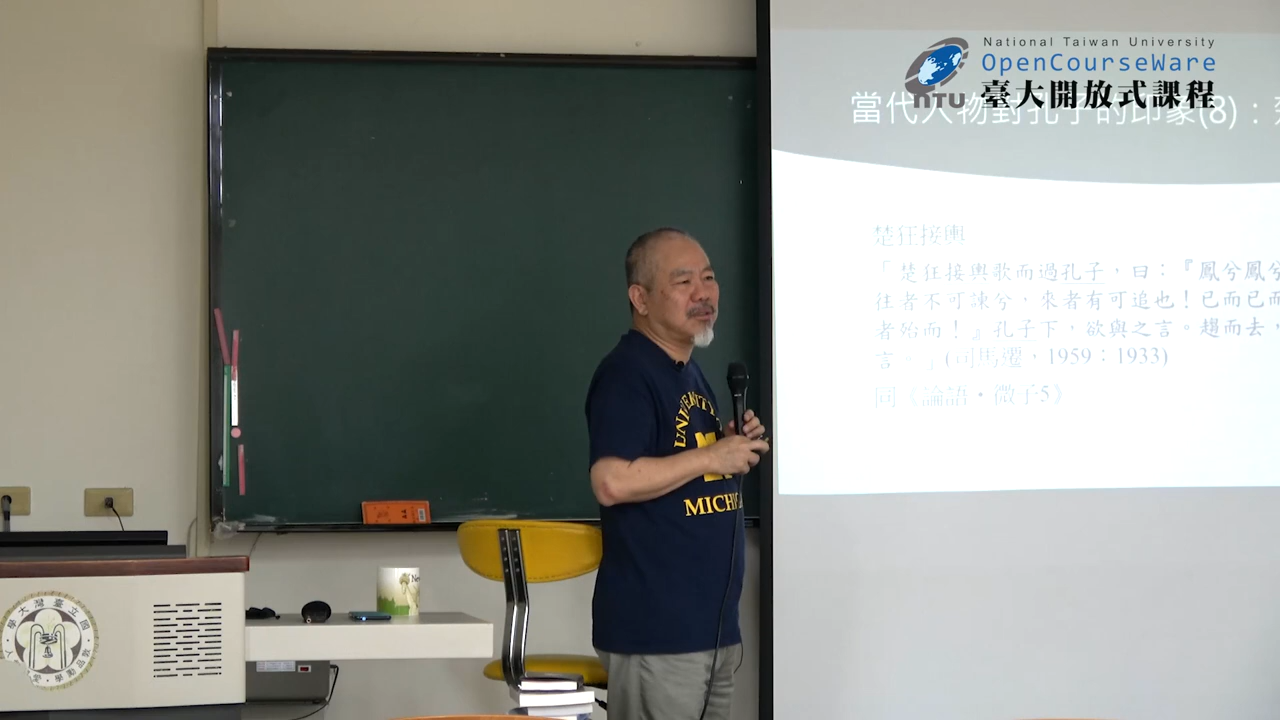 National Taiwan University
OpenCourseWare
NTU 臺大開放式課程
當代人物對孔子的印象(8)：
楚狂接輿
「楚狂接輿歌而過孔子，曰：『鳳兮鳳兮
往者不可諫兮，來者有可追也！已而已而
者殆而！』孔子下，欲與之言。趨而去，
言。」(司馬遷，1959：1933)
同《論語·微子5》
UNIVERSITY
MICHI